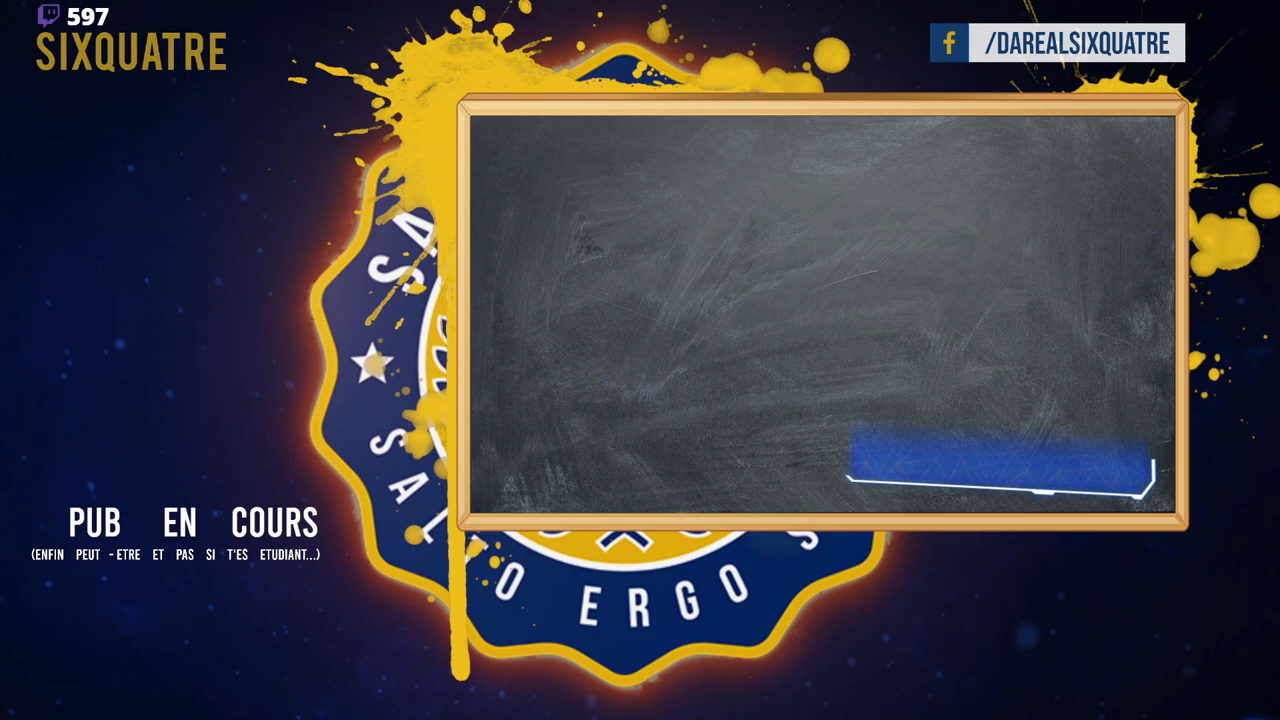 597
SIXQUATRE
/DAREALSIXQUATRE
PUB EN COURS
(ENFIN PEUT -ETRE ET PAS SI T'ES ETUDIANT...)
ERGO